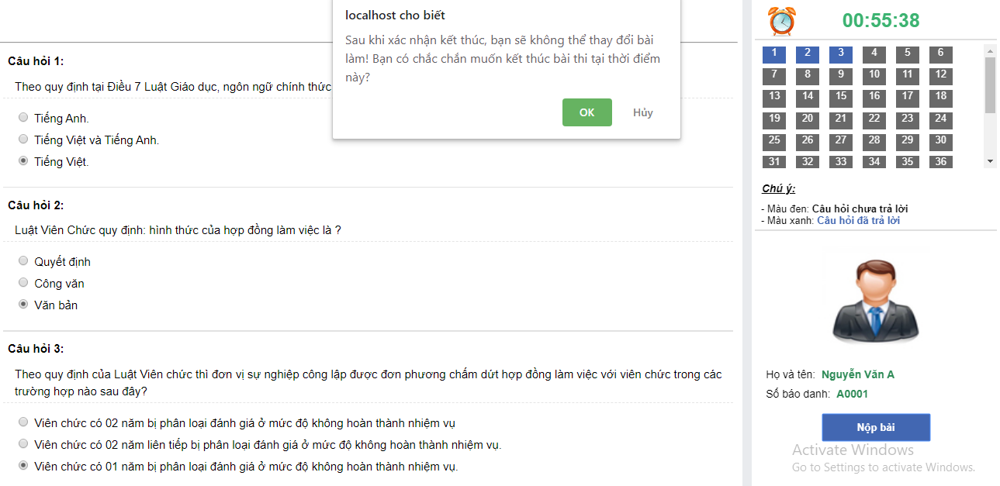 localhost cho biết
Sau khi xác nhận kết thúc, bạn sẽ không thể thay đổi bài
làm! Bạn có chắc chắn muốn kết thúc bài thi tại thời điểm
này?
OK
Hủy
Câu hỏi 1:
Theo quy định tại Điều 7 Luật Giáo dục, ngôn ngữ chính thức
Tiếng Anh.
Tiếng Việt và Tiếng Anh.
Tiếng Việt.
Câu hỏi 2:
Luật Viên Chức quy định: hình thức của hợp đồng làm việc là ?
Quyết định
Công văn
Văn bản
Câu hỏi 3:
Theo quy định của Luật Viên chức thì đơn vị sự nghiệp công lập được đơn phương chấm dứt hợp đồng làm việc với viên chức trong các
trường hợp nào sau đây?
Viên chức có 02 năm bị phân loại đánh giá ở mức độ không hoàn thành nhiệm vụ
Viên chức có 02 năm liên tiếp bị phân loại đánh giá ở mức độ không hoàn thành nhiệm vụ.
Viên chức có 01 năm bị phân loại đánh giá ở mức độ không hoàn thành nhiệm vụ.
00:55:38
1 2 3 4 5 6
7 8 9 10 11 12
13 14 15 16 17 18
19 20 21 22 23 24
25 26 27 28 29 30
31 32 33 34 35 36
Chú ý:
- Màu đen: Câu hỏi chưa trả lời
- Màu xanh: Câu hỏi đã trả lời
Họ và tên: Nguyễn Văn A
Số báo danh: A0001
Nộp bài
Activate Windows
Go to Settings to activate Windows.